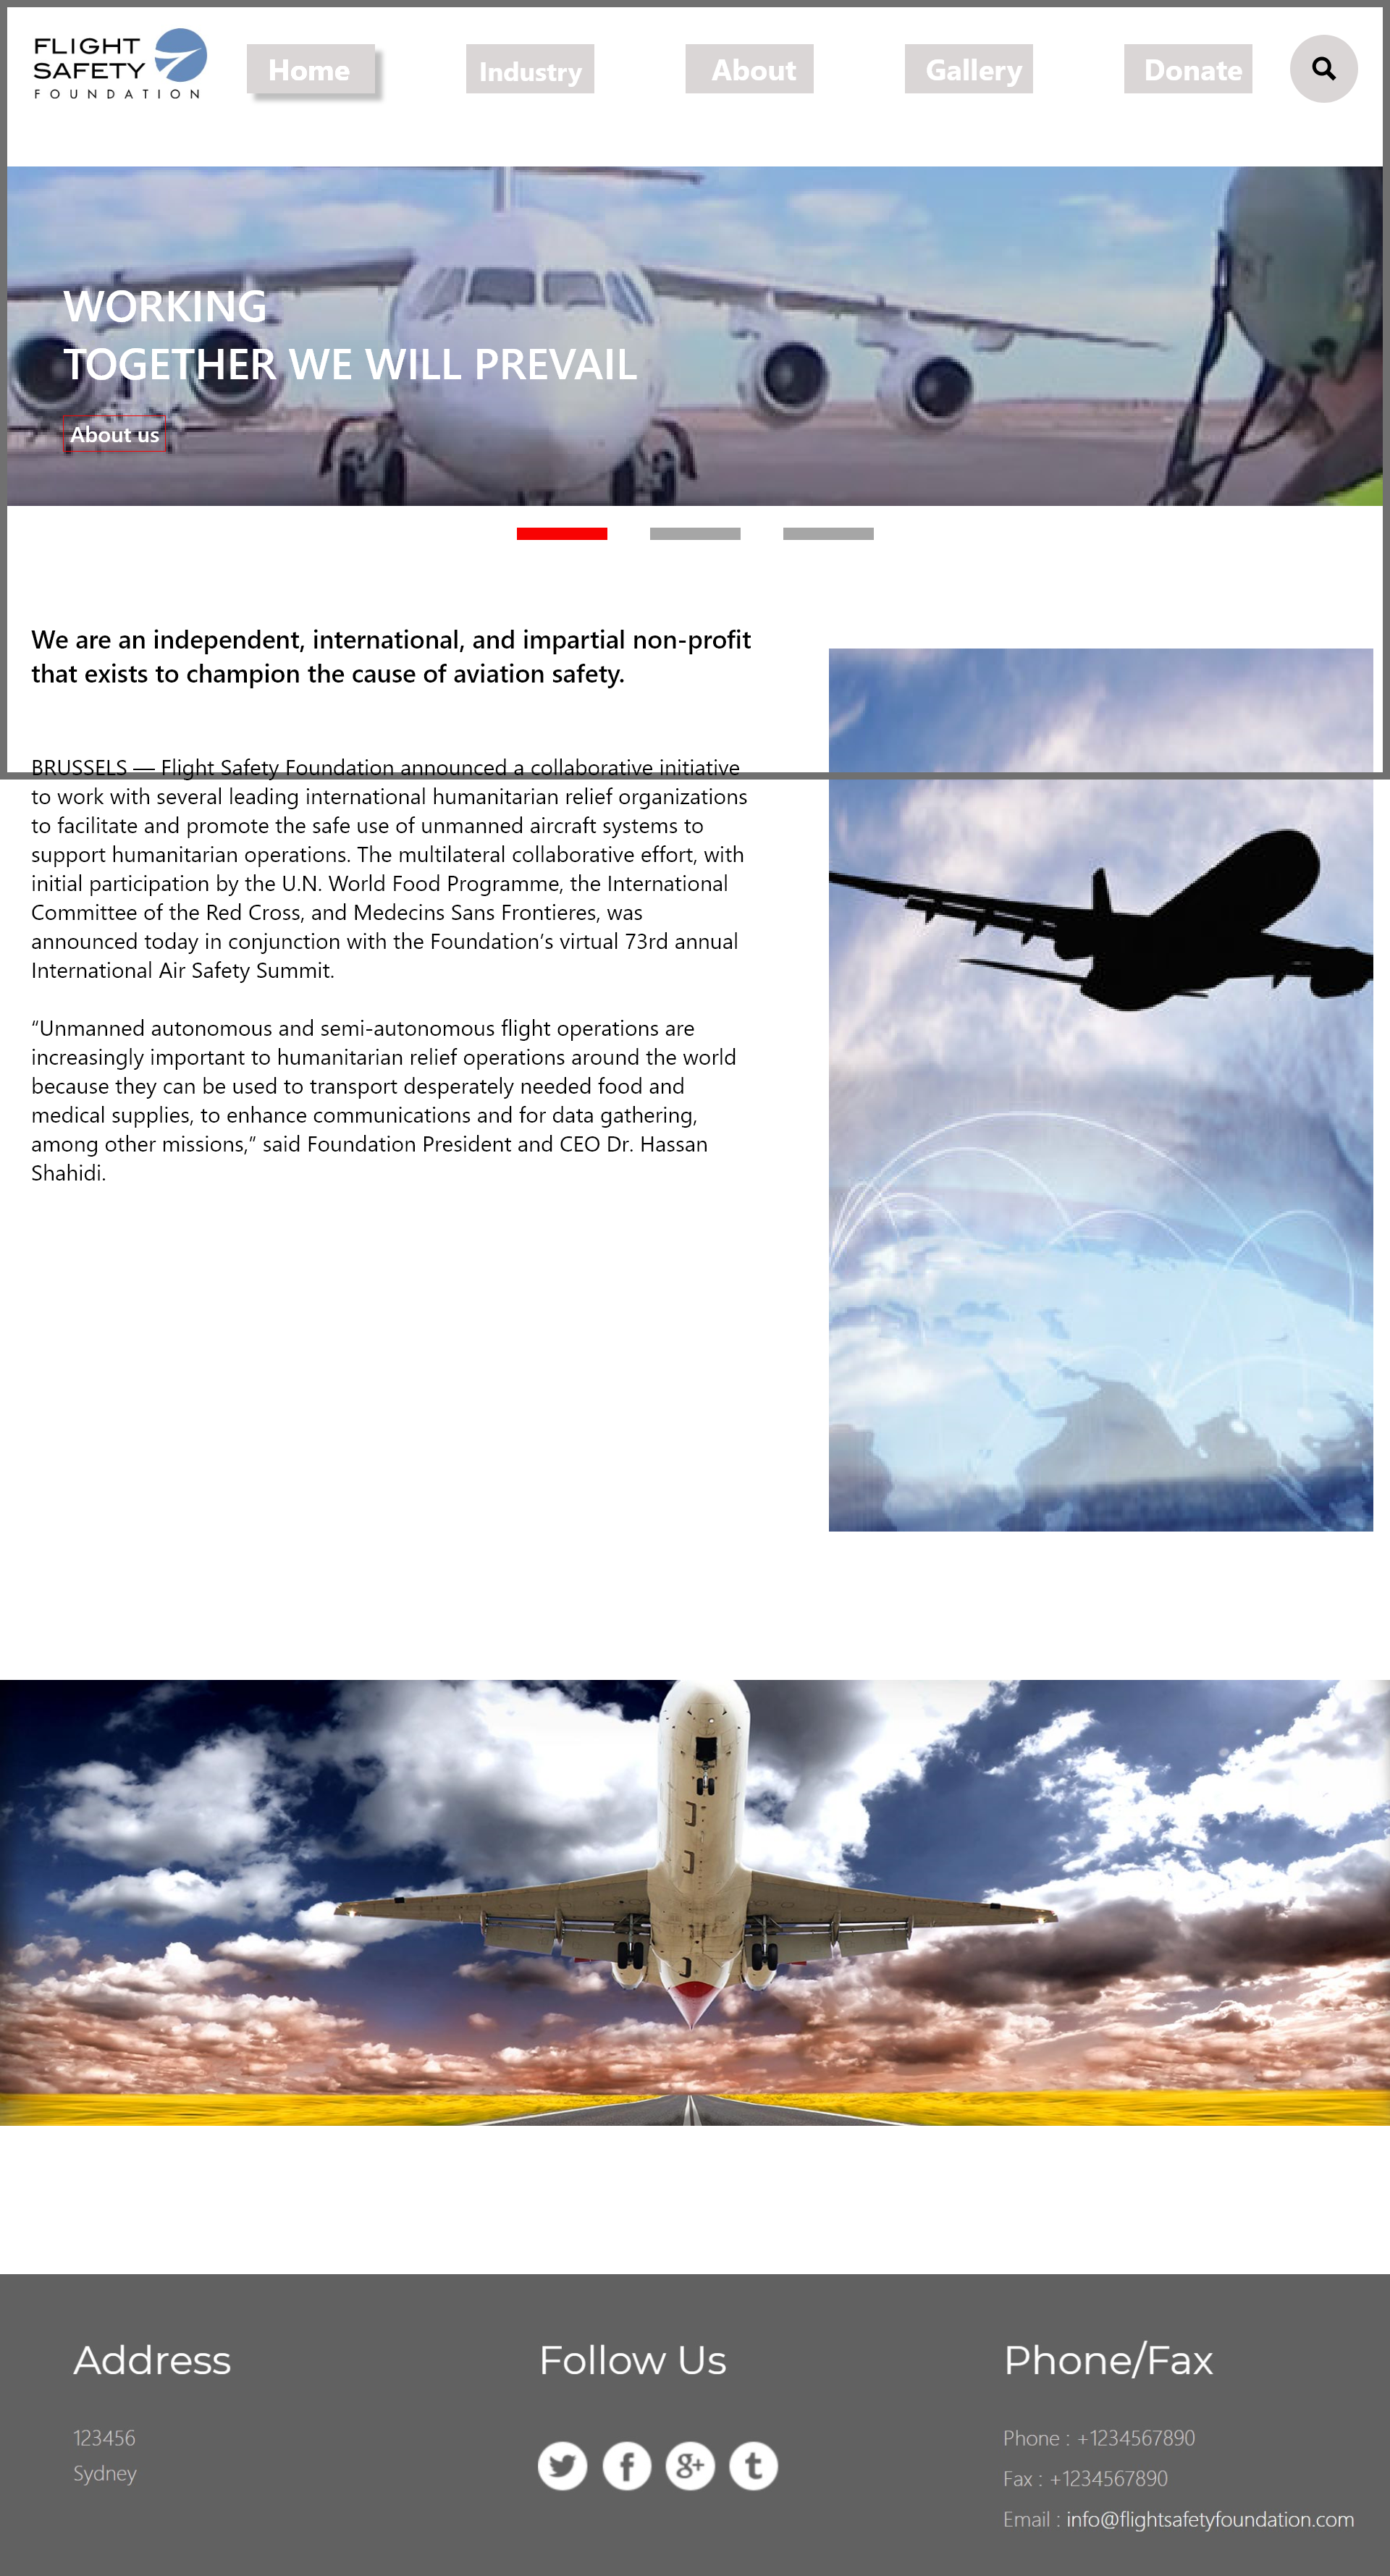 FLIGHT
SAFETY
FOUNDATION
Home
Industry
About
Gallery
Donate
WORKING
TOGETHER WE WILL PREVAIL
About us
We are an independent, international, and impartial non-profit
that exists to champion the cause of aviation safety.
BRUSSELS — Flight Safety Foundation announced a collaborative initiative
to work with several leading international humanitarian relief organizations
to facilitate and promote the safe use of unmanned aircraft systems to
support humanitarian operations. The multilateral collaborative effort, with
initial participation by the U.N. World Food Programme, the International
Committee of the Red Cross, and Medecins Sans Frontieres, was
announced today in conjunction with the Foundation’s virtual 73rd annual
International Air Safety Summit.
“Unmanned autonomous and semi-autonomous flight operations are
increasingly important to humanitarian relief operations around the world
because they can be used to transport desperately needed food and
medical supplies, to enhance communications and for data gathering,
among other missions,” said Foundation President and CEO Dr. Hassan
Shahidi.
Address
123456
Sydney
Follow Us
Phone/Fax
Phone : +1234567890
Fax : +1234567890
Email : info@flightsafetyfoundation.com